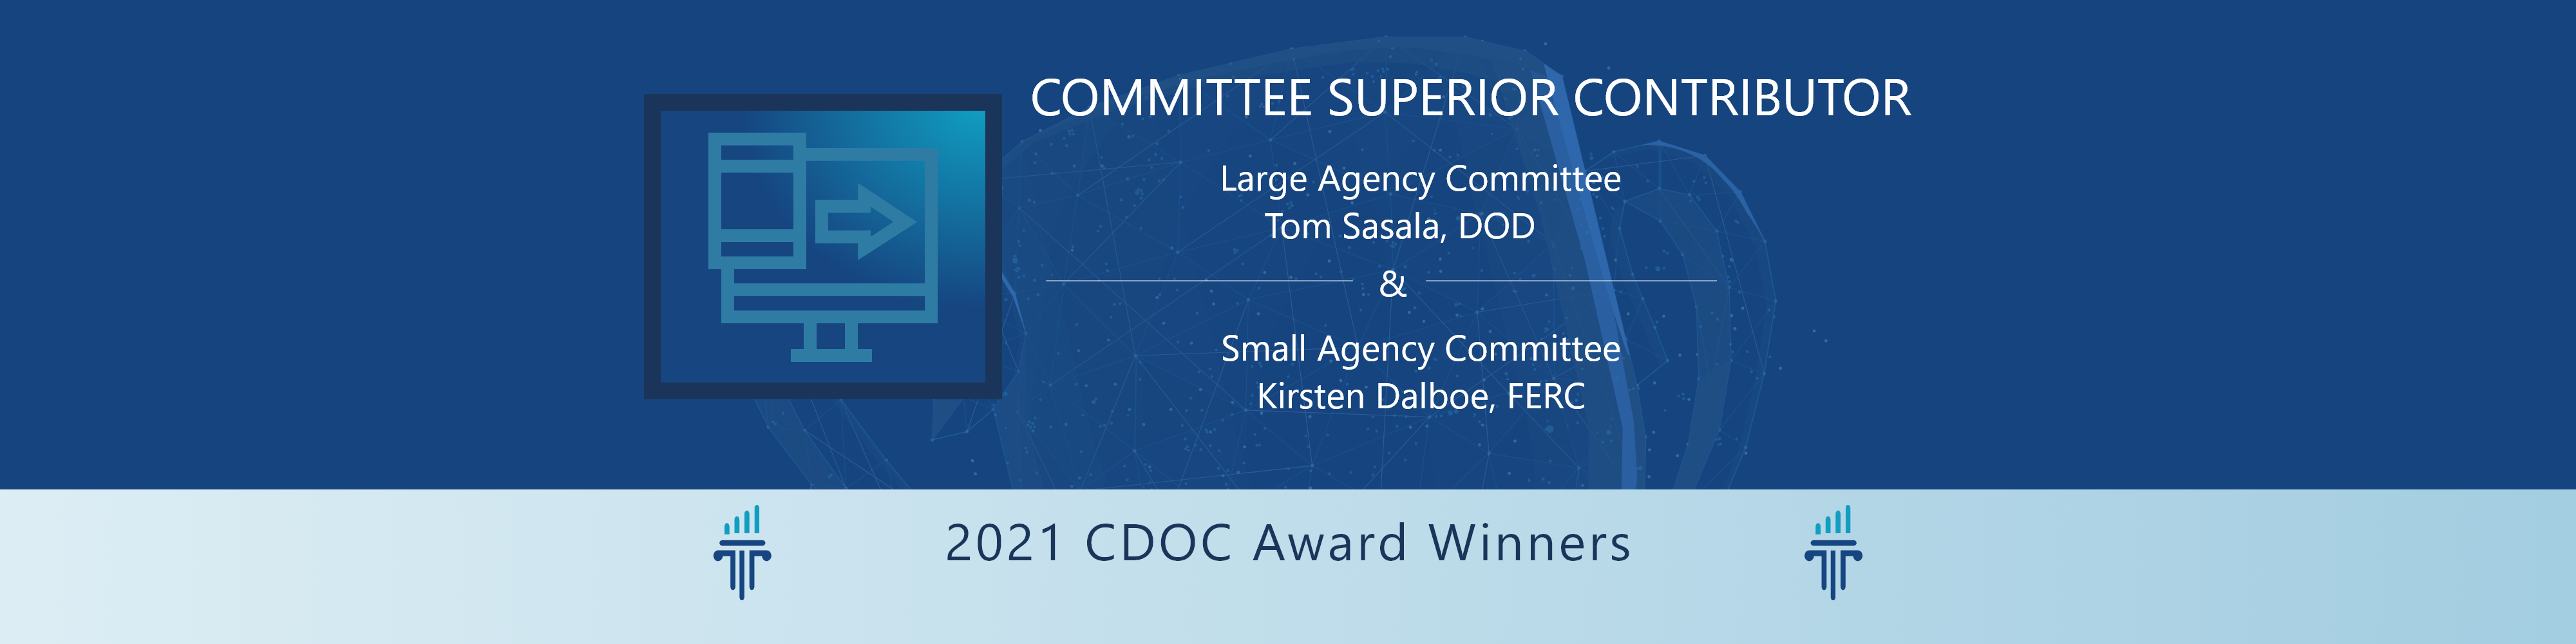 COMMITTEE SUPERIOR CONTRIBUTOR
Large Agency Committee
Tom Sasala, DOD
&
Small Agency Committee
Kirsten Dalboe, FERC
2021 CDOC Award Winners